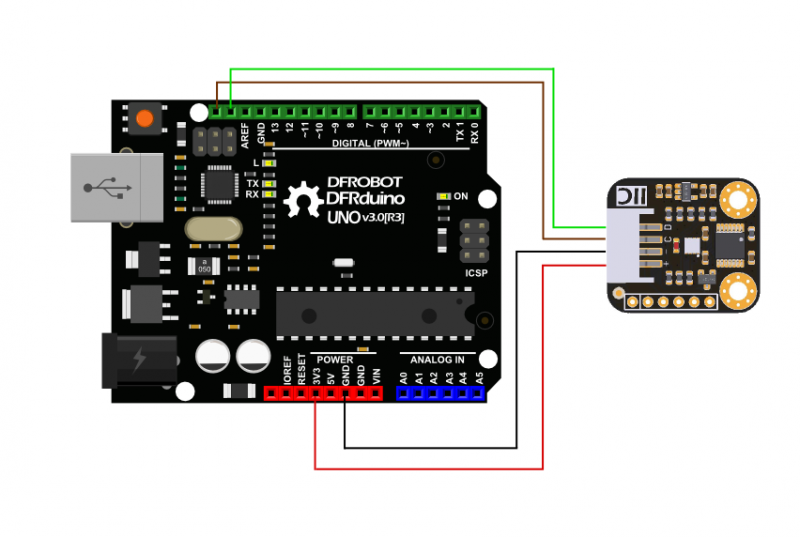 AREF
GND
13
12
~11
~10
~9
8
7
~6
~5
4
~3
2
TX 1
RX 0
DIGITAL (PWM~)
L
TX
RX
DFROBOT
DFRduino
UNO v3.0[R3]
ON
ICSP
a
050
IIC
D
C
-
+
POWER
ANALOG IN
IOREF
RESET
3V3
5V
GND
GND
VIN
A0
A1
A2
A3
A4
A5